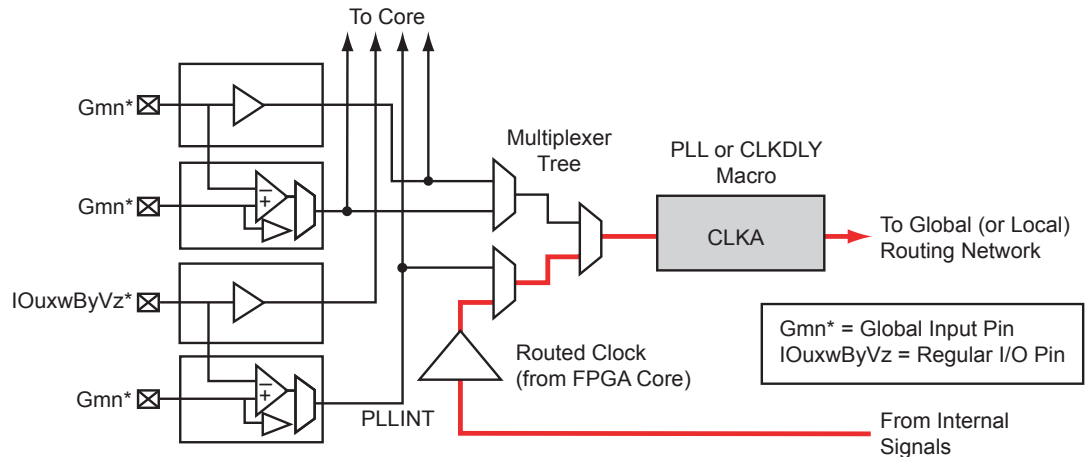 To Core
Gmn*
Gmn*
IOuxwByVz*
Gmn*
−
+
−
+
PLLINT
Multiplexer
Tree
PLL or CLKDLY
Macro
CLKA
To Global (or Local)
Routing Network
Routed Clock
(from FPGA Core)
Gmn* = Global Input Pin
IOuxwByVz = Regular I/O Pin
From Internal
Signals